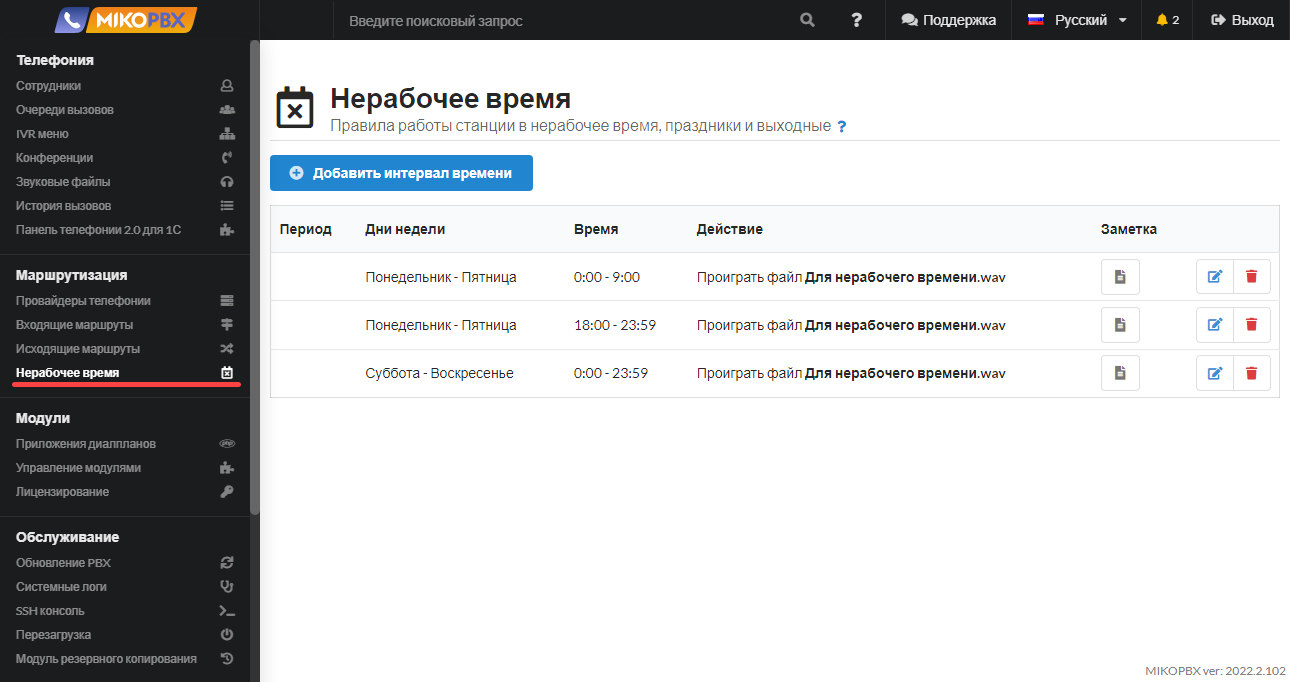 MIKOPBX
Введите поисковый запрос
?
Поддержка
Русский
2
Выход
Телефония
Сотрудники
Очереди вызовов
IVR меню
Конференции
Звуковые файлы
История вызовов
Панель телефонии 2.0 для 1С
Маршрутизация
Провайдеры телефонии
Входящие маршруты
Исходящие маршруты
Нерабочее время
Модули
Приложения диалпланов
Управление модулями
Лицензирование
Обслуживание
Обновление PBX
Системные логи
SSH консоль
Перезагрузка
Модуль резервного копирования
Нерабочее время
Правила работы станции в нерабочее время, праздники и выходные ?
Добавить интервал времени
Период Дни недели Время Действие Заметка
Понедельник - Пятница 0:00 - 9:00 Проиграть файл Для нерабочего времени.wav
Понедельник - Пятница 18:00 - 23:59 Проиграть файл Для нерабочего времени.wav
Суббота - Воскресенье 0:00 - 23:59 Проиграть файл Для нерабочего времени.wav
MIKOPBX ver: 2022.2.102